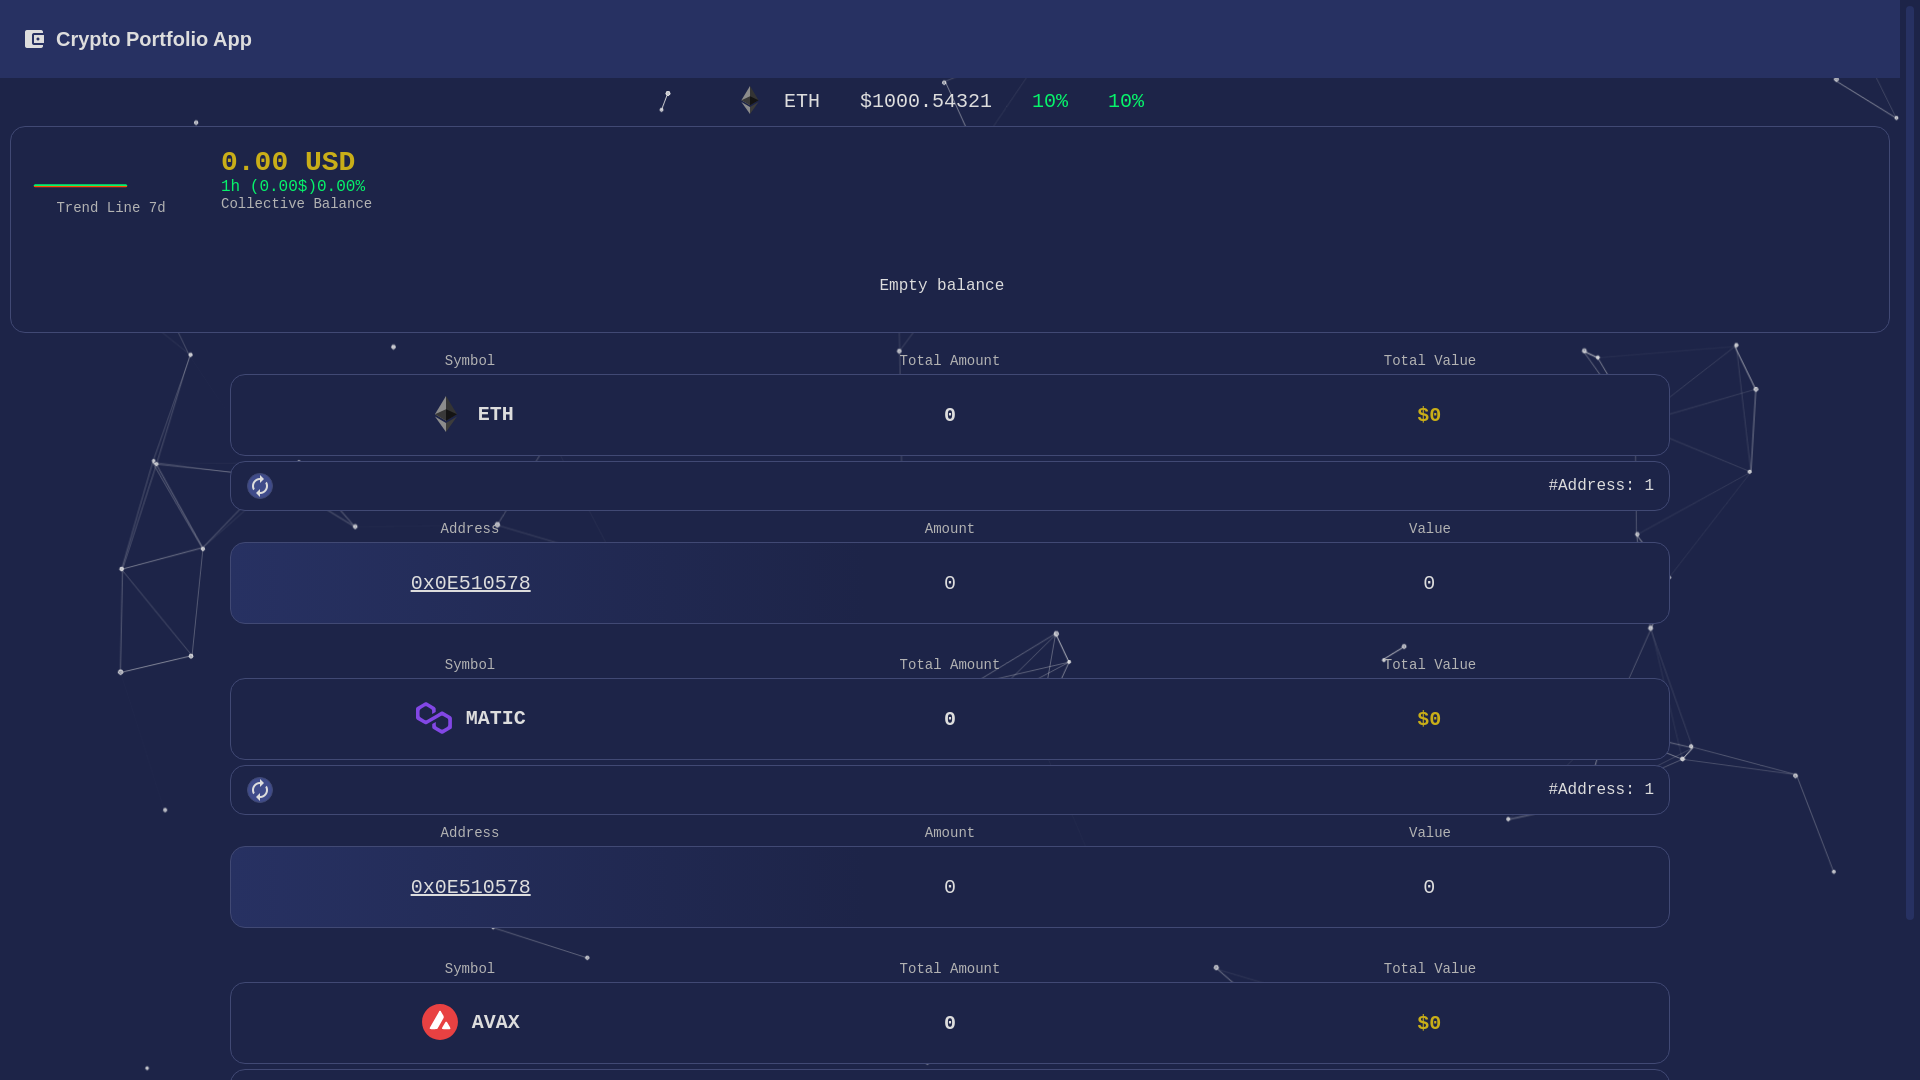 Crypto Portfolio App
ETH $1000.54321 10% 10%
0.00 USD
1h (0.00$)0.00%
Collective Balance
Trend Line 7d
Empty balance
Symbol Total Amount Total Value
ETH 0 $0
#Address: 1
Address Amount Value
0x0E510578 0 0
Symbol Total Amount Total Value
MATIC 0 $0
#Address: 1
Address Amount Value
0x0E510578 0 0
Symbol Total Amount Total Value
AVAX 0 $0